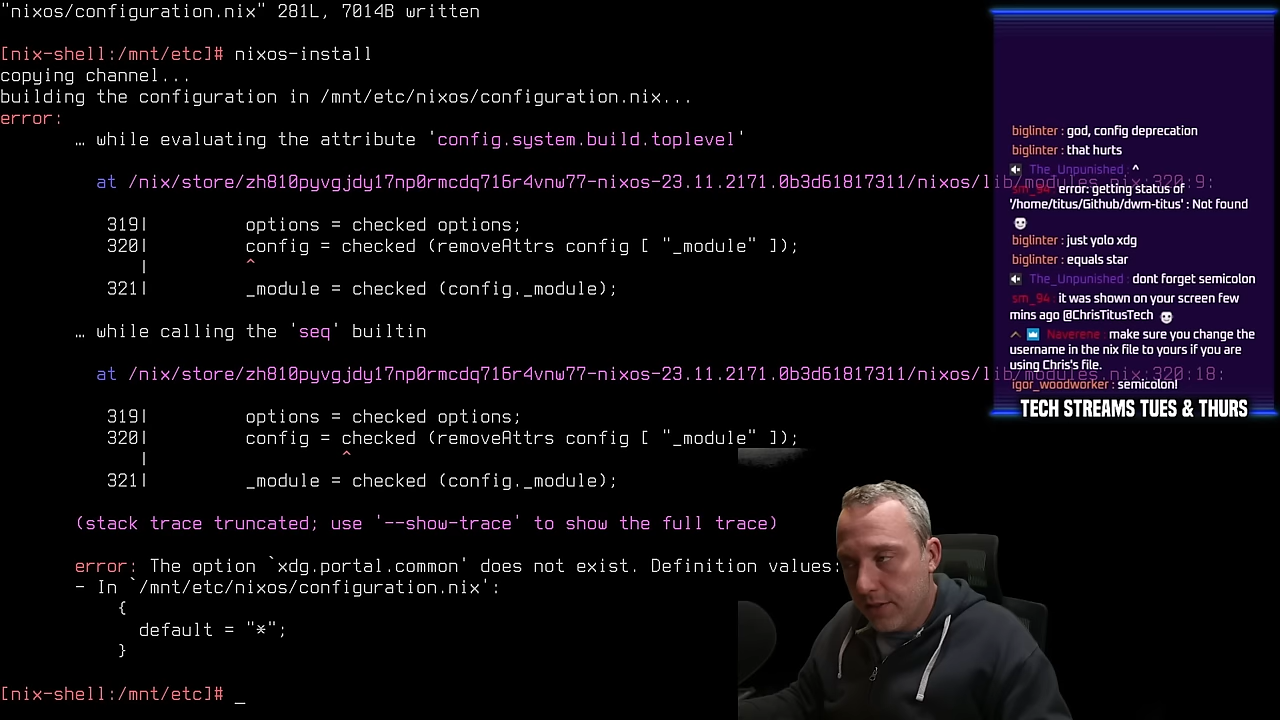 "nixos/configuration.nix" 281L, 7014B written
[nix-shell:/mnt/etc]# nixos-install
copying channel...
building the configuration in /mnt/etc/nixos/configuration.nix...
error:
… while evaluating the attribute 'config.system.build.toplevel'
at /nix/store/zh810pyvgjdy17np0rmcdq716r4vnw77-nixos-23.11.2171.0b3d61817311/nixos/lib/modules.nix:320:9:
319| options = checked options;
320| config = checked (removeAttrs config [ "_module" ]);
| ^
321| _module = checked (config._module);
… while calling the 'seq' builtin
at /nix/store/zh810pyvgjdy17np0rmcdq716r4vnw77-nixos-23.11.2171.0b3d61817311/nixos/lib/modules.nix:320:18:
319| options = checked options;
320| config = checked (removeAttrs config [ "_module" ]);
| ^
321| _module = checked (config._module);
(stack trace truncated; use '--show-trace' to show the full trace)
error: The option `xdg.portal.common' does not exist. Definition values:
- In `/mnt/etc/nixos/configuration.nix':
{
default = "*";
}
[nix-shell:/mnt/etc]# _
biglinter : god, config deprecation
biglinter : that hurts
The_Unpunished : ^
sm_94 : error: getting status of
'/home/titus/Github/dwm-titus' : Not found
biglinter : just yolo xdg
biglinter : equals star
The_Unpunished : dont forget semicolon
sm_94 : it was shown on your screen few
mins ago @ChrisTitusTech
Naverene : make sure you change the
username in the nix file to yours if you are
using Chris's file.
igor_woodworker : semicolon!
TECH STREAMS TUES & THURS